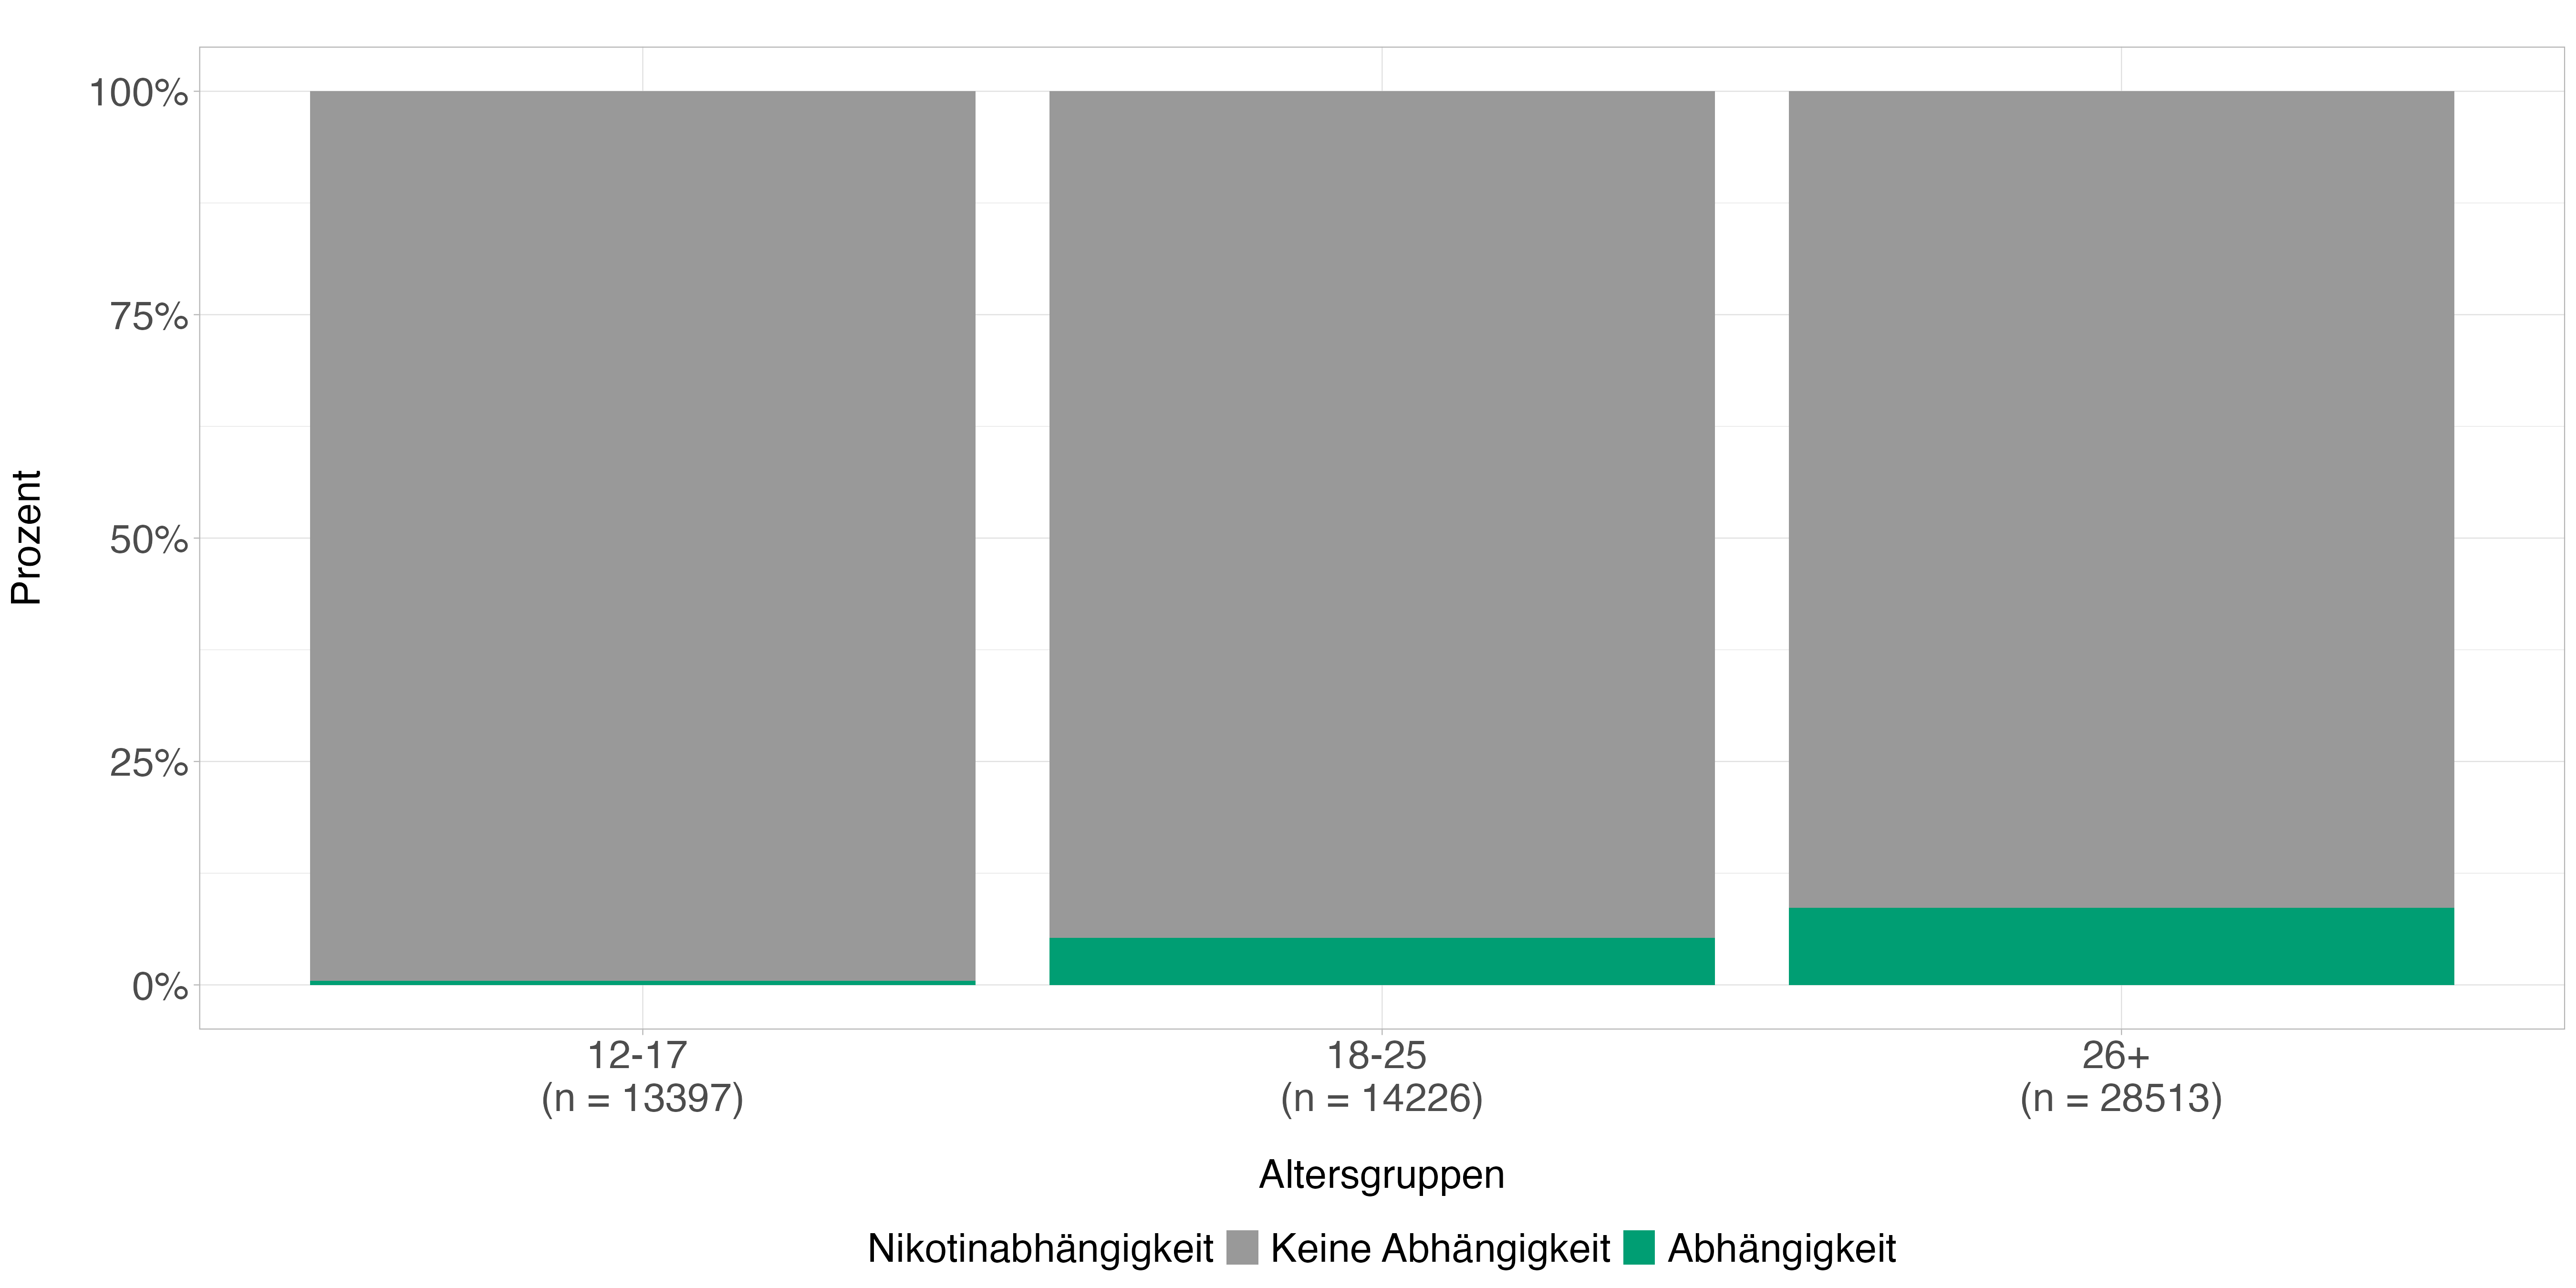 Prozent
100%
75%
50%
25%
0%
12-17
(n = 13397)
18-25
(n = 14226)
26+
(n = 28513)
Altersgruppen
Nikotinabhängigkeit Keine Abhängigkeit Abhängigkeit